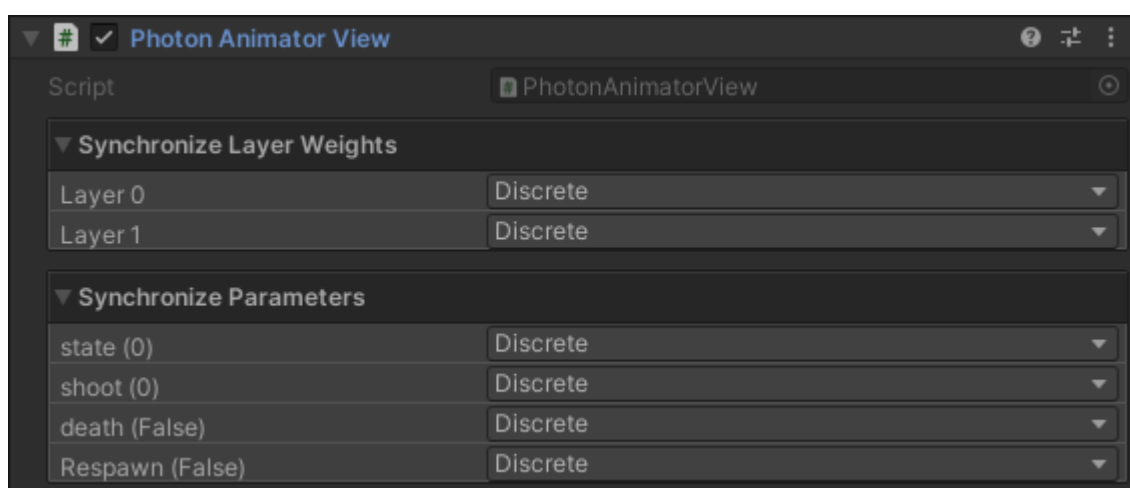 # Photon Animator View
Script PhotonAnimatorView
Synchronize Layer Weights
Layer 0 Discrete
Layer 1 Discrete
Synchronize Parameters
state (0) Discrete
shoot (0) Discrete
death (False) Discrete
Respawn (False) Discrete